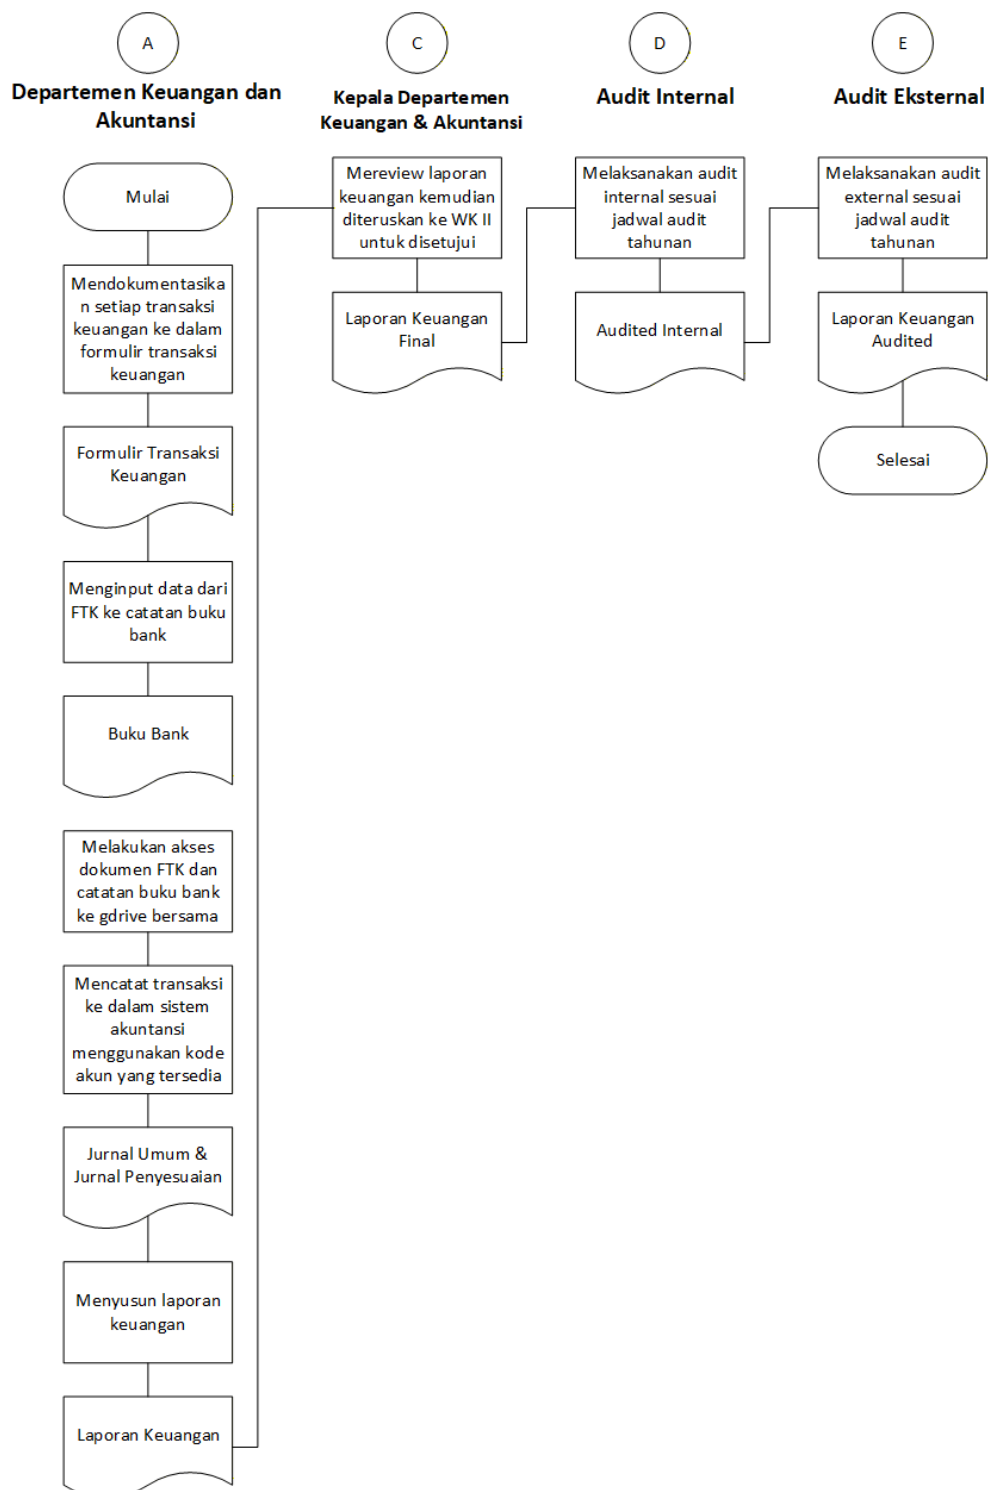 A
Departemen Keuangan dan
Akuntansi
Mulai
Mendokumentasika
n setiap transaksi
keuangan ke dalam
formulir transaksi
keuangan
Formulir Transaksi
Keuangan
Menginput data dari
FTK ke catatan buku
bank
Buku Bank
Melakukan akses
dokumen FTK dan
catatan buku bank
ke gdrive bersama
Mencatat transaksi
ke dalam sistem
akuntansi
menggunakan kode
akun yang tersedia
Jurnal Umum &
Jurnal Penyesuaian
Menyusun laporan
keuangan
Laporan Keuangan
C
Kepala Departemen
Keuangan & Akuntansi
Mereview laporan
keuangan kemudian
diteruskan ke WK II
untuk disetujui
Laporan Keuangan
Final
D
Audit Internal
Melaksanakan audit
internal sesuai
jadwal audit
tahunan
Audited Internal
E
Audit Eksternal
Melaksanakan audit
external sesuai
jadwal audit
tahunan
Laporan Keuangan
Audited
Selesai